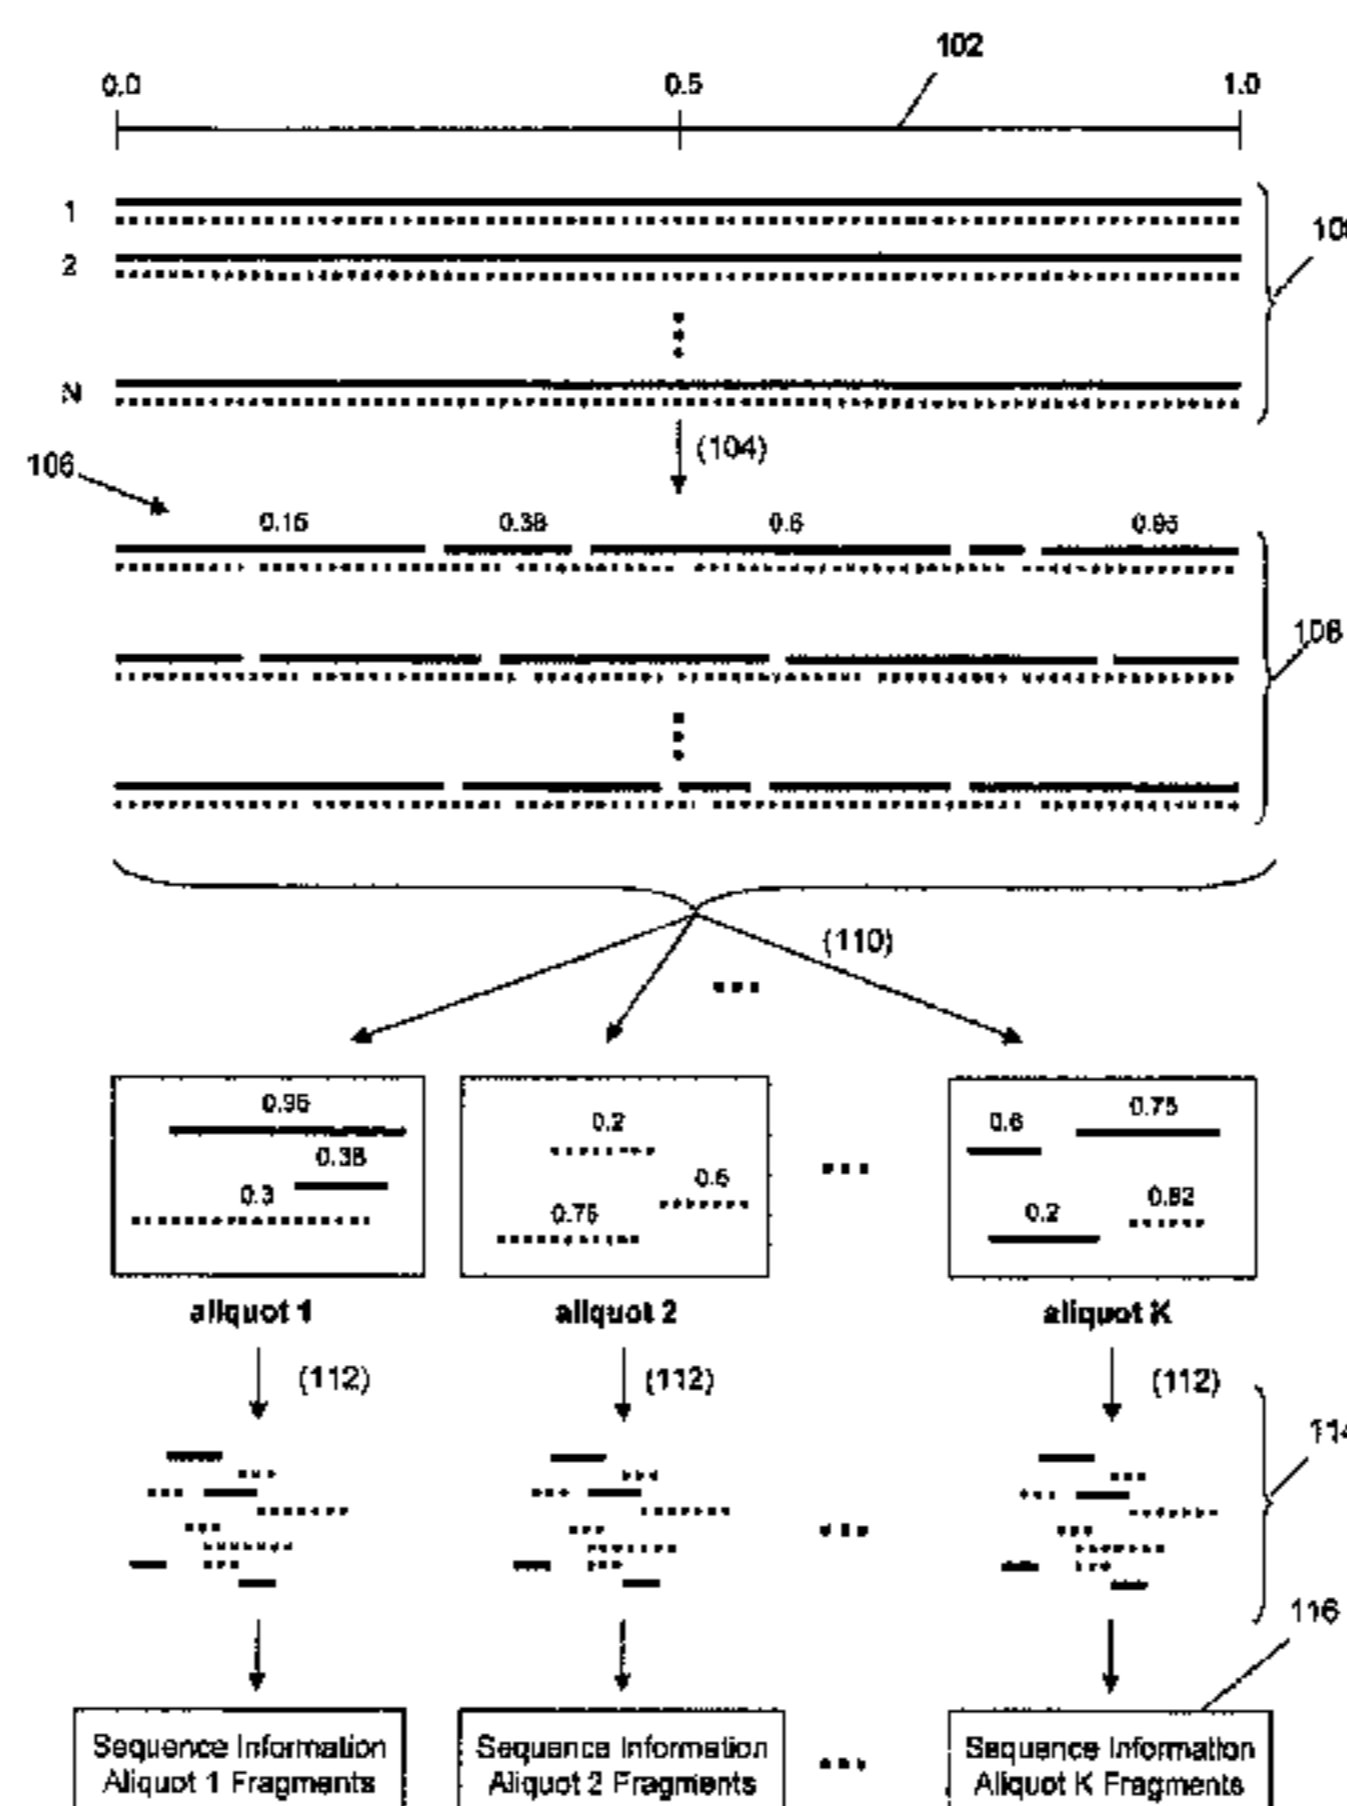 102
0.0 0.5 1.0
1
2
N
(104)
106
0.15 0.38 0.6 0.95
108
(110)
0.95
0.38
0.3
0.2
0.6
0.75
0.6 0.75
0.2 0.82
aliquot 1 aliquot 2 aliquot K
(112) (112) (112)
116
Sequence Information
Aliquot 1 Fragments
Sequence Information
Aliquot 2 Fragments
Sequence Information
Aliquot K Fragments